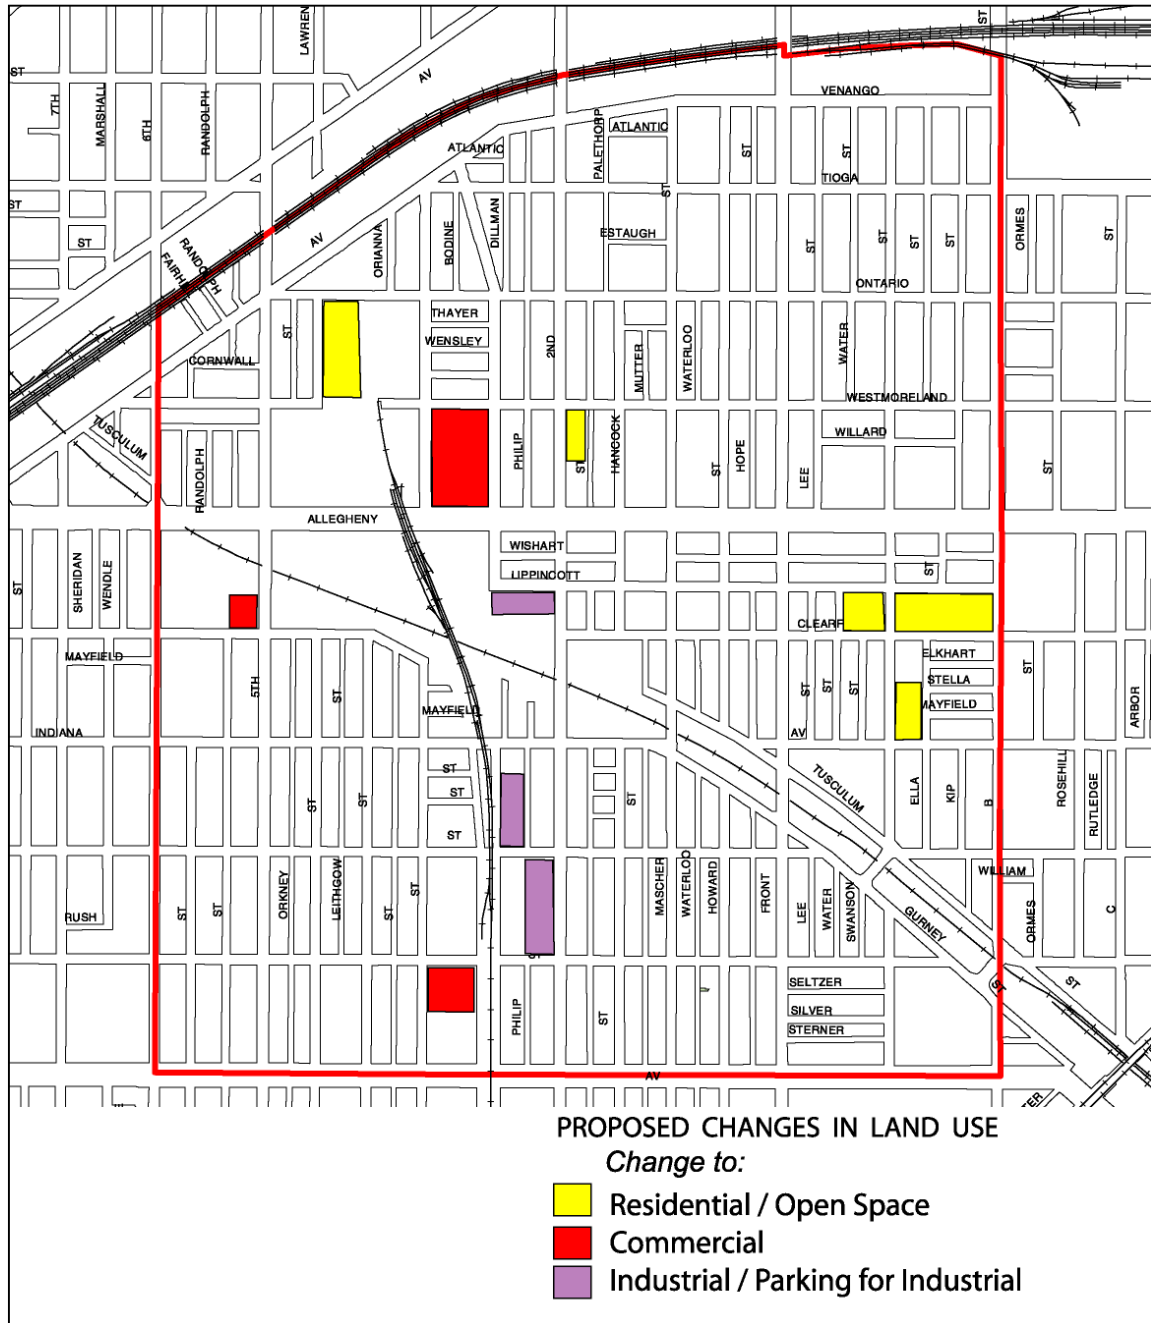 LAWREN
ST
AV
ST
7TH
MARSHALL
6TH
RANDOLPH
VENANGO
ATLANTIC
PALETHORP
ATLANTIC
ST
ST
TIOGA
ST
ST
ST
AV
ORIANNA
BODINE
DILLMAN
ESTAUGH
ST
ST
ST
ST
ORMES
ST
RANDOLPH
FAIRH
ONTARIO
ST
THAYER
WENSLEY
2ND
MUTTER
WATERLOO
WATER
CORNWALL
WESTMORELAND
TUSCULUM
RANDOLPH
PHILIP
ST
HANCOCK
ST
HOPE
LEE
WILLARD
ST
ALLEGHENY
WISHART
LIPPINCOTT
ST
SHERIDAN
WENDLE
ST
CLEARF
MAYFIELD
5TH
ST
MAYFIELD
ST
ST
ST
ELKHART
STELLA
MAYFIELD
ST
ARBOR
INDIANA
AV
TUSCULUM
ST
ST
ST
ST
ST
ST
ELLA
KIP
B
ROSEHILL
RUTLEDGE
WILLIAM
RUSH
ST
ST
ORKNEY
LEITHGOW
ST
ST
MASCHER
WATERLOO
HOWARD
FRONT
LEE
WATER
SWANSON
GURNEY
ORMES
C
ST
PHILIP
ST
SELTZER
SILVER
STERNER
ST
ST
AV
PROPOSED CHANGES IN LAND USE
Change to:
Residential / Open Space
Commercial
Industrial / Parking for Industrial